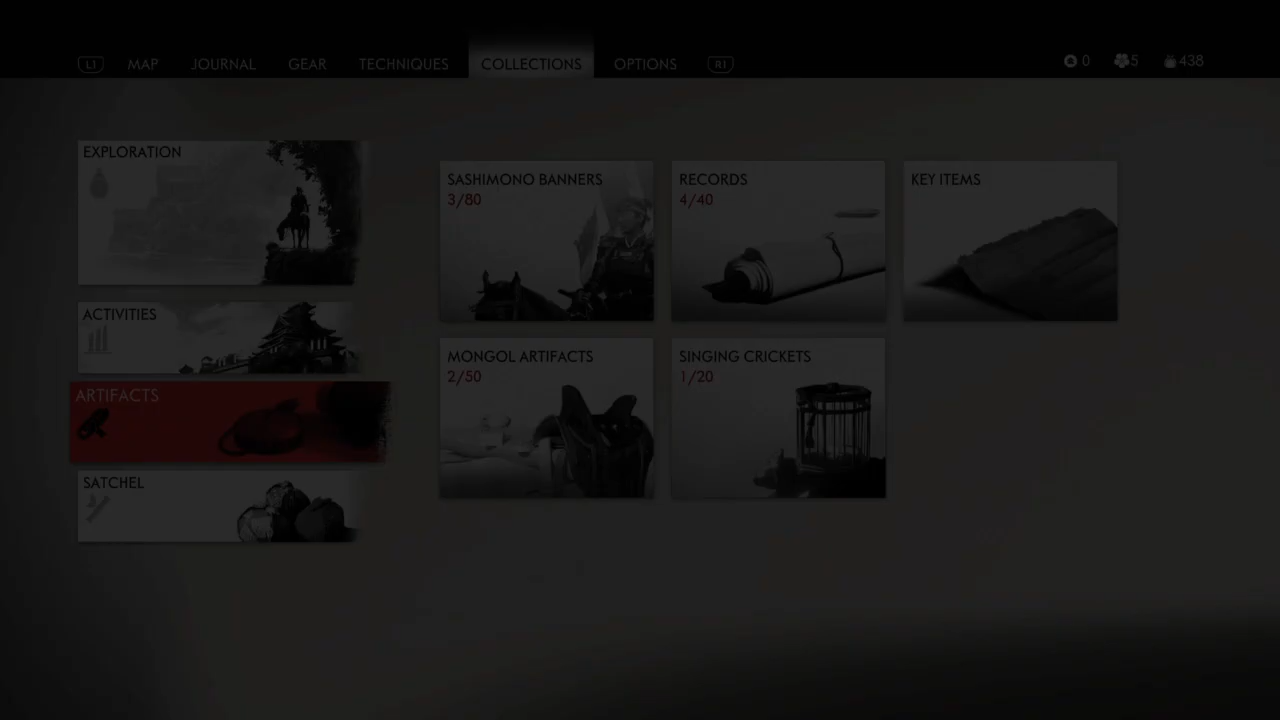 L1 MAP JOURNAL GEAR TECHNIQUES COLLECTIONS OPTIONS R1 0 5 438
EXPLORATION
ACTIVITIES
ARTIFACTS
SATCHEL
SASHIMONO BANNERS
3/80
RECORDS
4/40
KEY ITEMS
MONGOL ARTIFACTS
2/50
SINGING CRICKETS
1/20